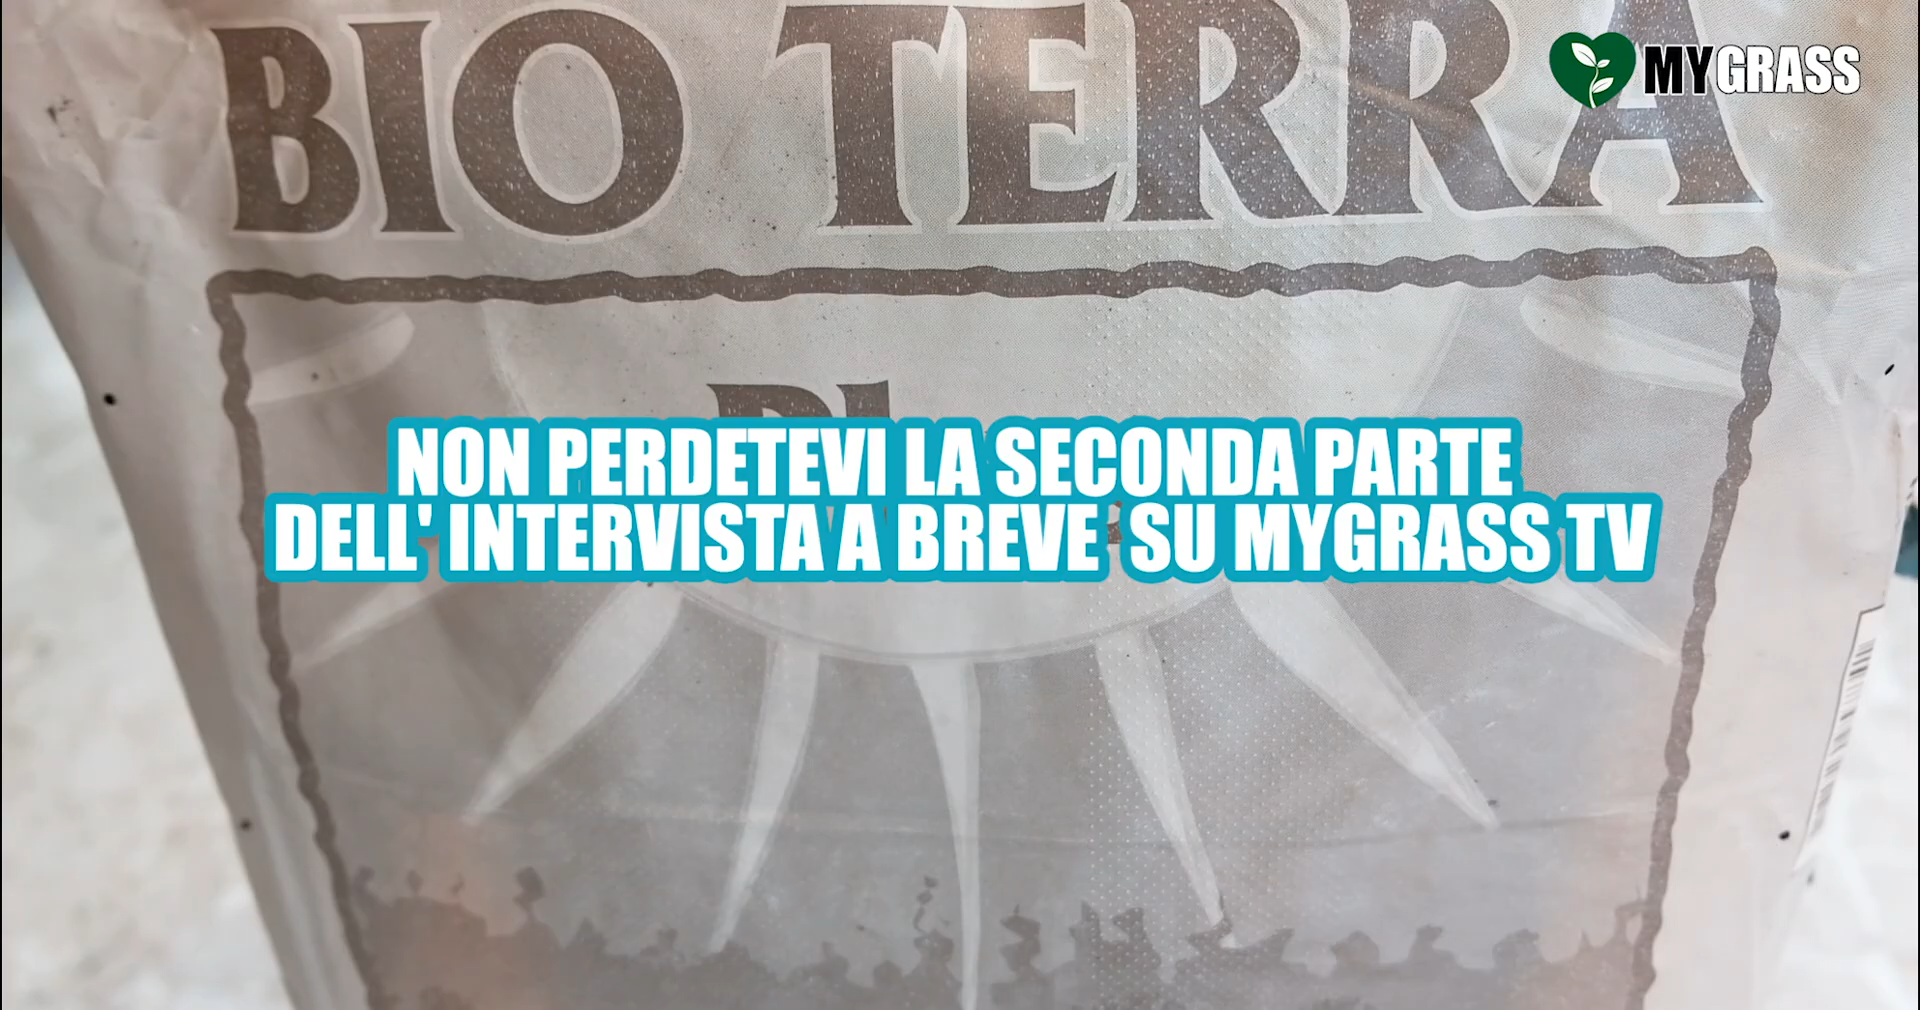 BIO TERRA
MYGRASS
NON PERDETEVI LA SECONDA PARTE
DELL' INTERVISTA A BREVE SU MYGRASS TV